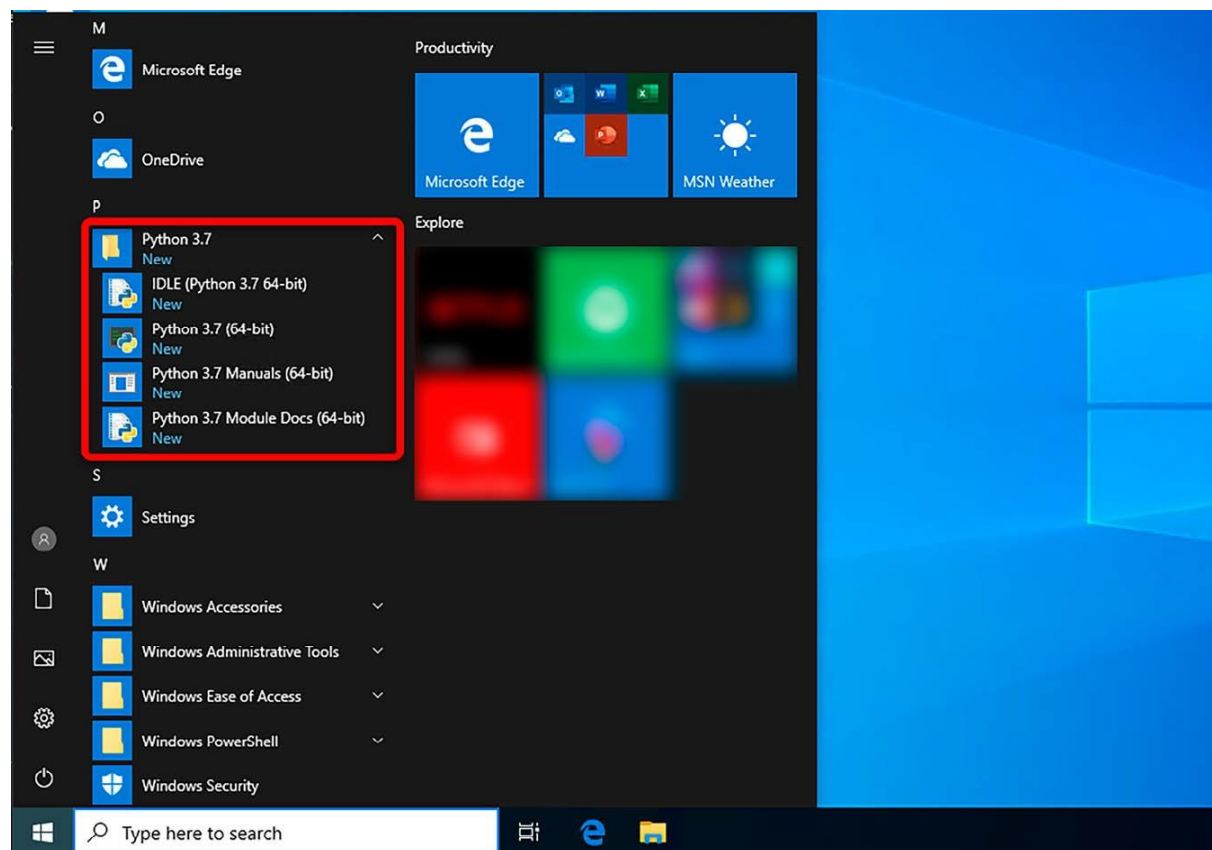 M
Microsoft Edge
O
OneDrive
P
Python 3.7
New
IDLE (Python 3.7 64-bit)
New
Python 3.7 (64-bit)
New
Python 3.7 Manuals (64-bit)
New
Python 3.7 Module Docs (64-bit)
New
S
Settings
W
Windows Accessories
Windows Administrative Tools
Windows Ease of Access
Windows PowerShell
Windows Security
Productivity
Microsoft Edge
MSN Weather
Explore
Type here to search